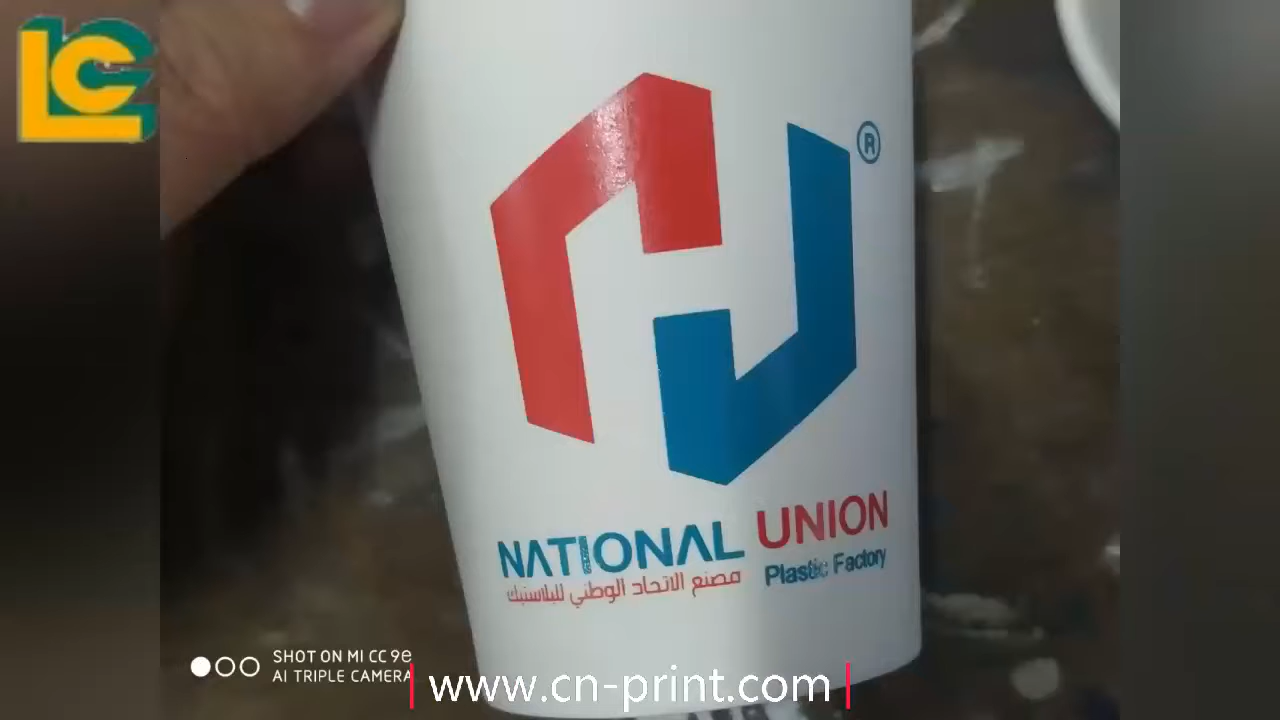 LC
®
NATIONAL UNION
مصنع الاتحاد الوطني للبلاستيك
Plastic Factory
SHOT ON MI CC 9e
AI TRIPLE CAMERA
www.cn-print.com